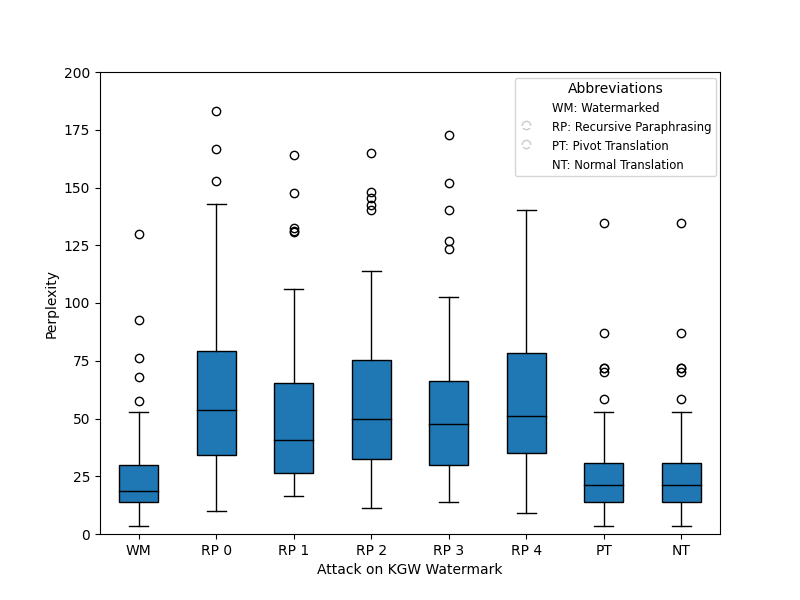 200
175
150
125
100
75
50
25
0
Perplexity
Abbreviations
WM: Watermarked
RP: Recursive Paraphrasing
PT: Pivot Translation
NT: Normal Translation
WM RP 0 RP 1 RP 2 RP 3 RP 4 PT NT
Attack on KGW Watermark